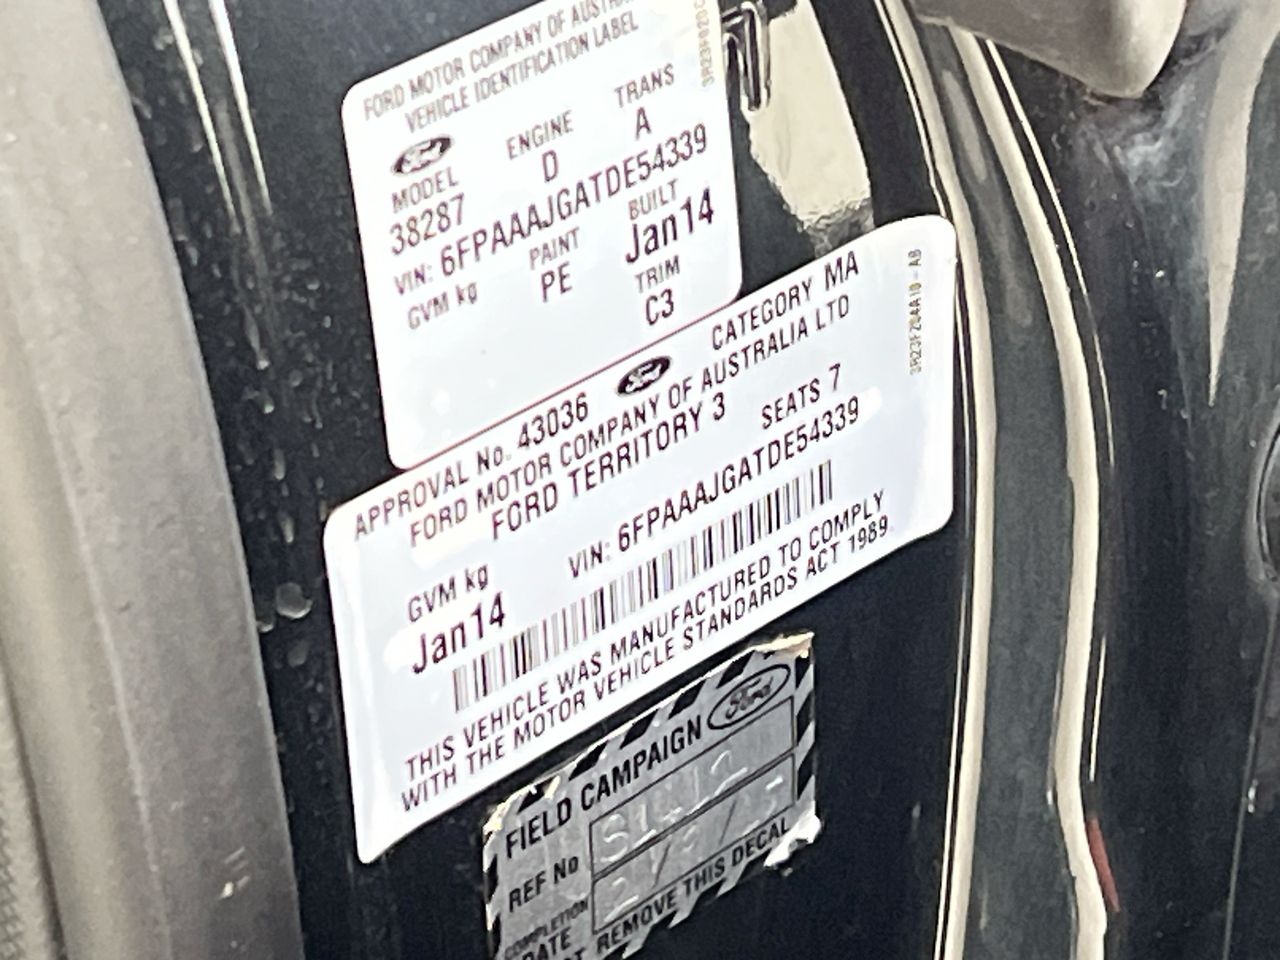 FORD MOTOR COMPANY OF
VEHICLE IDENTIFICATION LABEL
Ford ENGINE TRANS
MODEL D A
38287
VIN: 6FPAAAJGATDE54339
GVM kg PAINT BUILT
PE Jan14
TRIM
C3
APPROVAL No. 43036 Ford CATEGORY MA
FORD MOTOR COMPANY OF AUSTRALIA LTD
FORD TERRITORY 3 SEATS 7
VIN: 6FPAAAJGATDE54339
GVM kg
Jan14
THIS VEHICLE WAS MANUFACTURED TO COMPLY
WITH THE MOTOR VEHICLE STANDARDS ACT 1989.
FIELD CAMPAIGN Ford
REF No
COMPLETION
DATE
REMOVE THIS DECAL